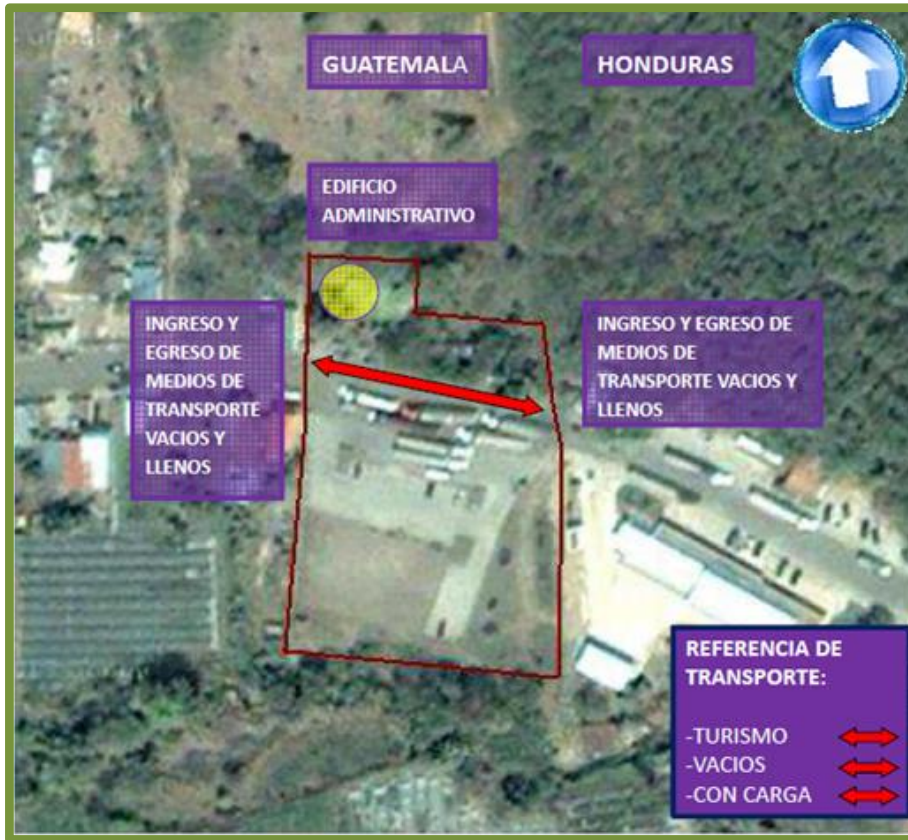 GUATEMALA
HONDURAS
EDIFICIO
ADMINISTRATIVO
INGRESO Y
EGRESO DE
MEDIOS DE
TRANSPORTE
VACIOS Y
LLENOS
INGRESO Y EGRESO DE
MEDIOS DE
TRANSPORTE VACIOS Y
LLENOS
REFERENCIA DE
TRANSPORTE:
-TURISMO
-VACIOS
-CON CARGA